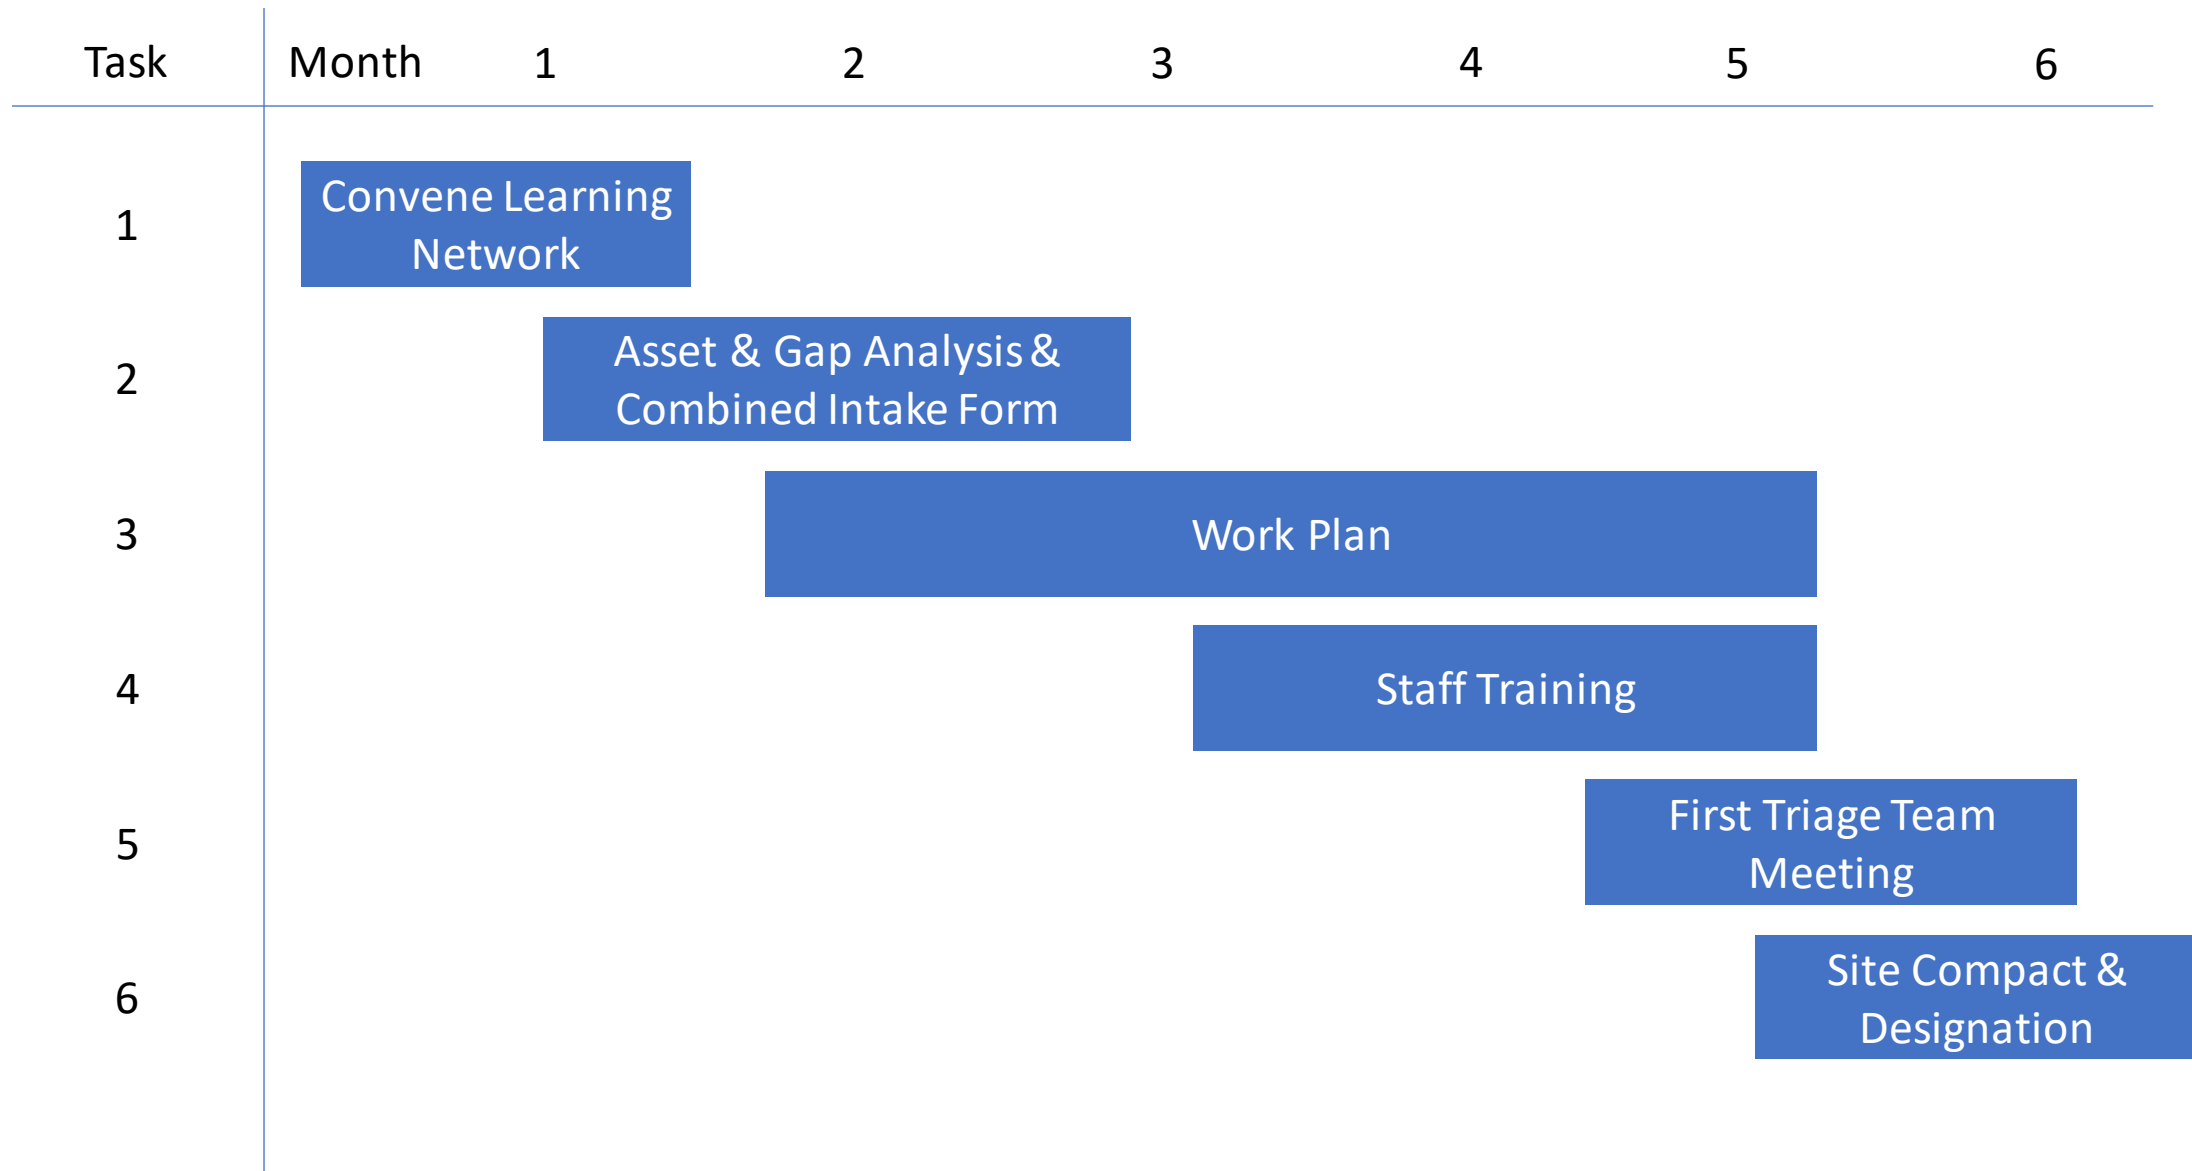 Task Month 1 2 3 4 5 6
1
Convene Learning
Network
2
Asset & Gap Analysis &
Combined Intake Form
3
Work Plan
4
Staff Training
5
First Triage Team
Meeting
6
Site Compact &
Designation